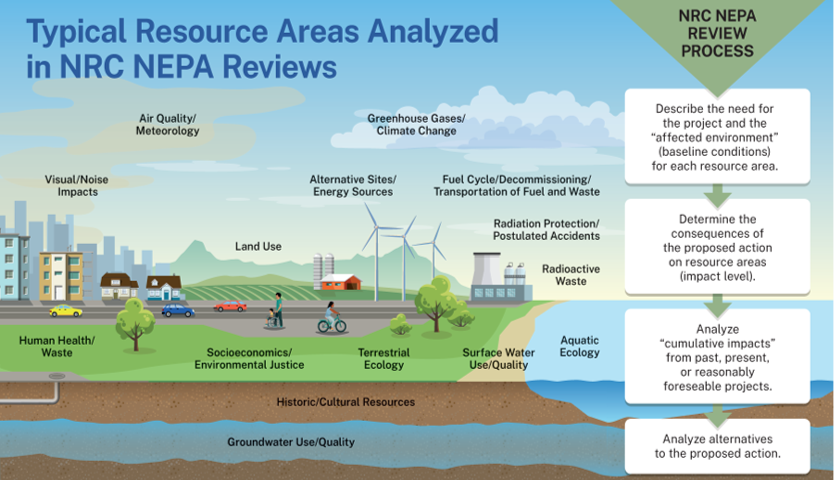 Typical Resource Areas Analyzed
in NRC NEPA Reviews
Air Quality/
Meteorology
Greenhouse Gases/
Climate Change
Visual/Noise
Impacts
Alternative Sites/
Energy Sources
Fuel Cycle/Decommissioning/
Transportation of Fuel and Waste
Radiation Protection/
Postulated Accidents
Land Use
Radioactive
Waste
Human Health/
Waste
Socioeconomics/
Environmental Justice
Terrestrial
Ecology
Surface Water
Use/Quality
Aquatic
Ecology
Historic/Cultural Resources
Groundwater Use/Quality
NRC NEPA
REVIEW
PROCESS
Describe the need for
the project and the
“affected environment”
(baseline conditions)
for each resource area.
Determine the
consequences of
the proposed action
on resource areas
(impact level).
Analyze
“cumulative impacts”
from past, present,
or reasonably
foreseable projects.
Analyze alternatives
to the proposed action.